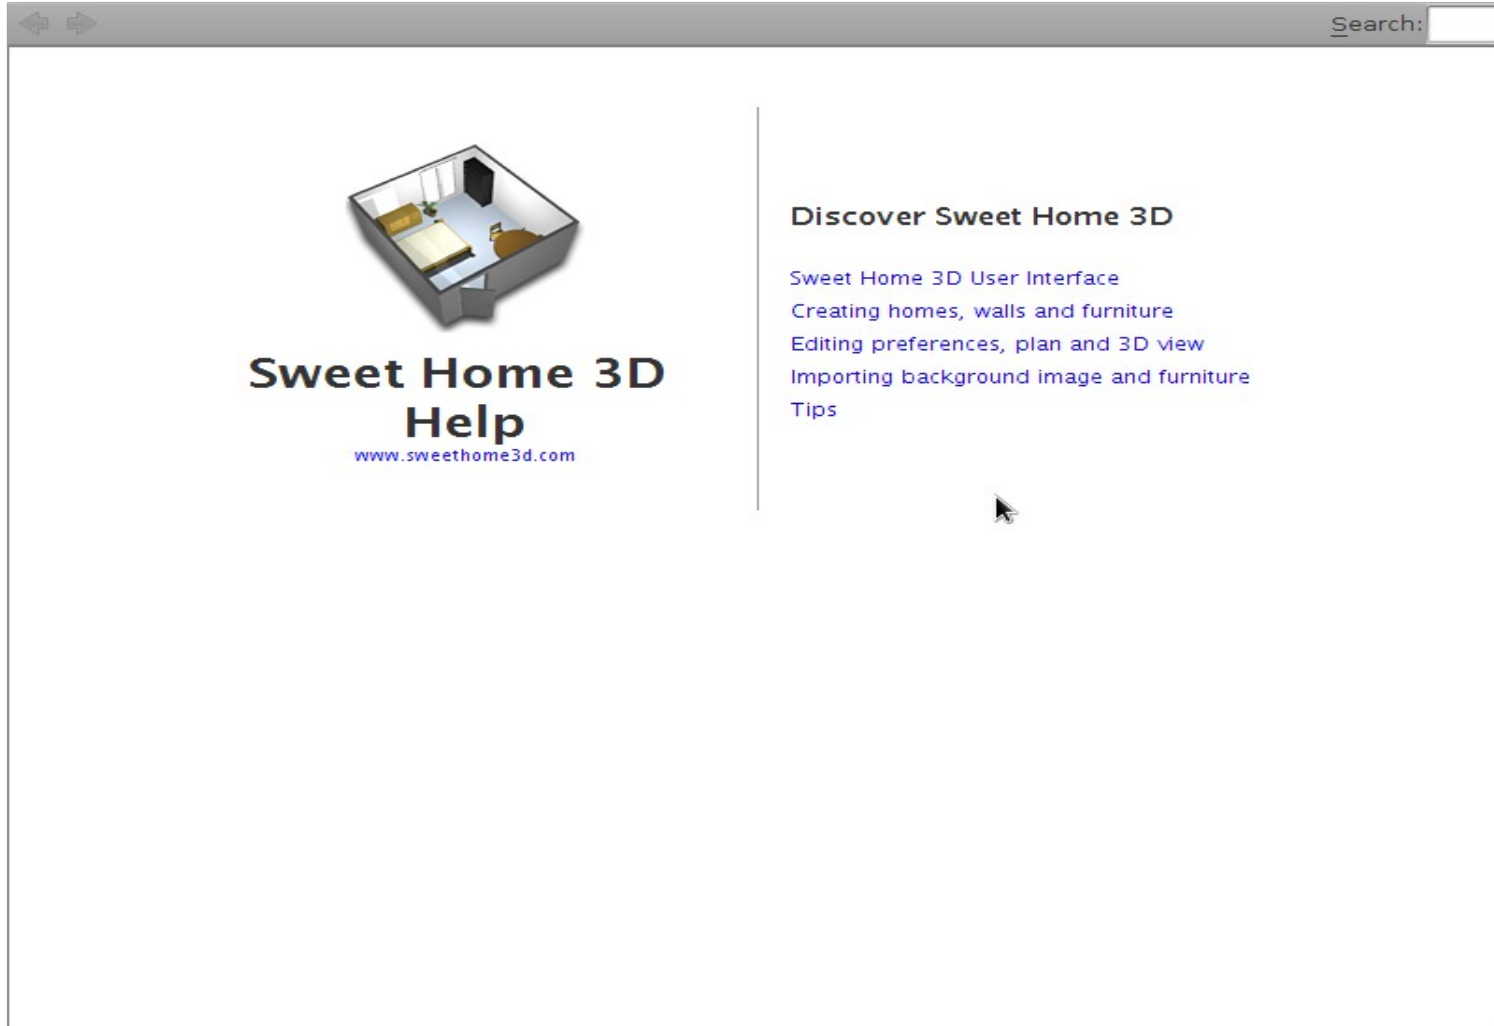 Search:
Sweet Home 3D
Help
www.sweethome3d.com
Discover Sweet Home 3D
Sweet Home 3D User Interface
Creating homes, walls and furniture
Editing preferences, plan and 3D view
Importing background image and furniture
Tips